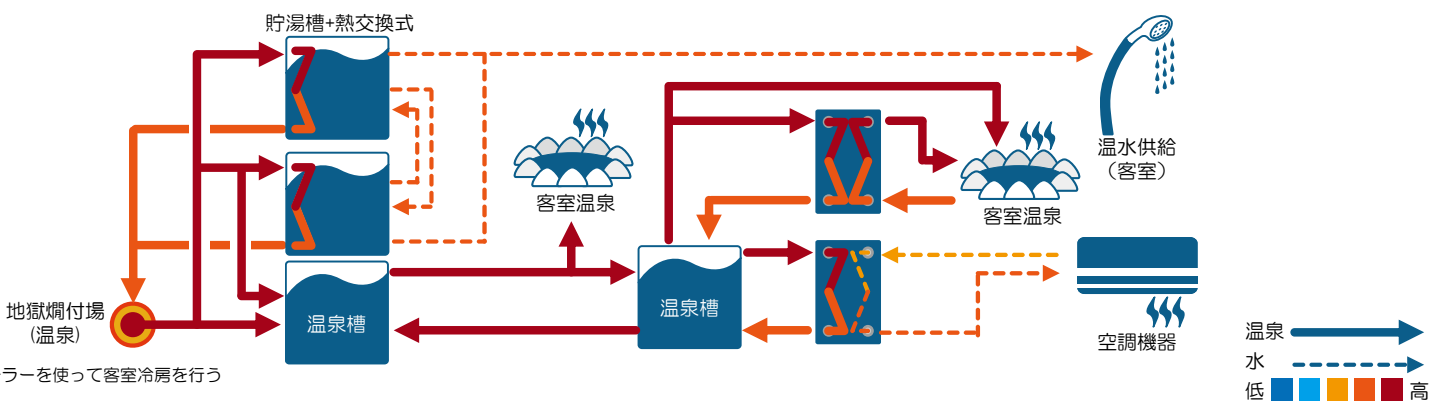 貯湯槽+熱交換式
温水供給
（客室）
客室温泉
客室温泉
温泉槽
温泉槽
地獄燗付場
(温泉)
空調機器
ラーを使って客室冷房を行う
温泉
水
低
高